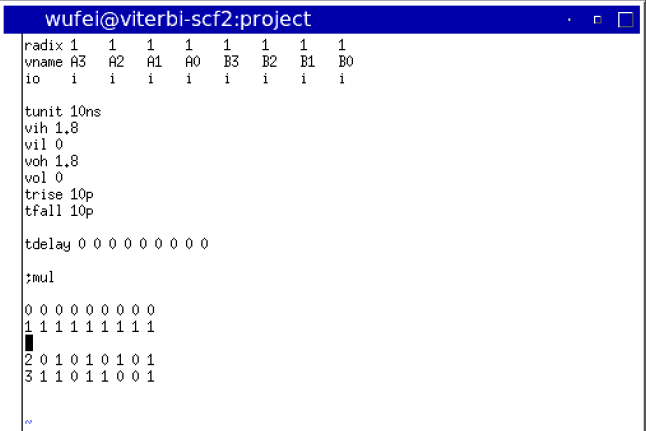 wufei@viterbi-scf2:project
radix 1 1 1 1 1 1 1 1
vname A3 A2 A1 A0 B3 B2 B1 B0
io i i i i i i i i
tunit 10ns
vih 1.8
vil 0
voh 1.8
vol 0
trise 10p
tfall 10p
tdelay 0 0 0 0 0 0 0 0 0
;mul
0 0 0 0 0 0 0 0 0
1 1 1 1 1 1 1 1 1
2 0 1 0 1 0 1 0 1
3 1 1 0 1 1 0 0 1
~